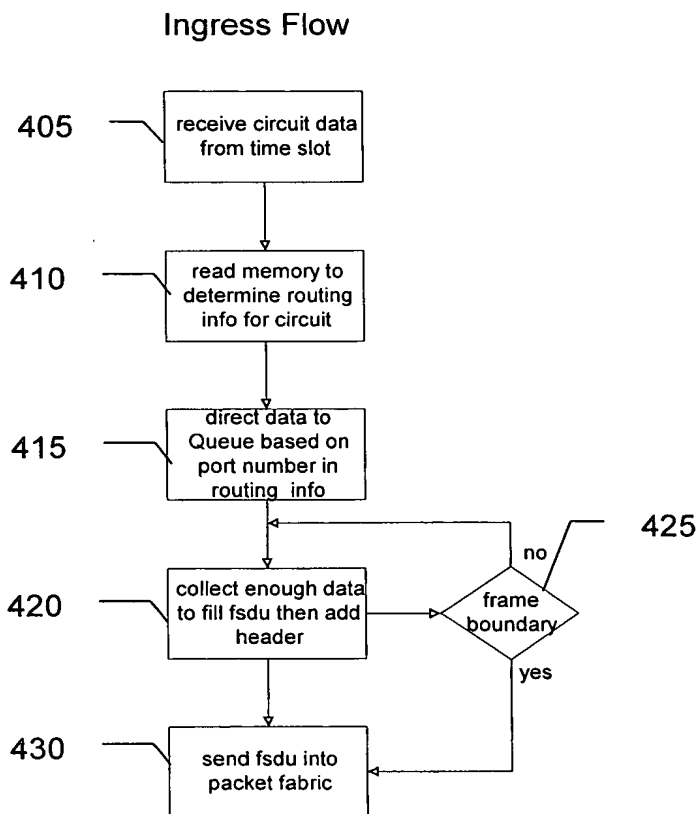 Ingress Flow
405
receive circuit data
from time slot
410
read memory to
determine routing
info for circuit
415
direct data to
Queue based on
port number in
routing info
425
no
420
collect enough data
to fill fsdu then add
header
frame
boundary
yes
430
send fsdu into
packet fabric